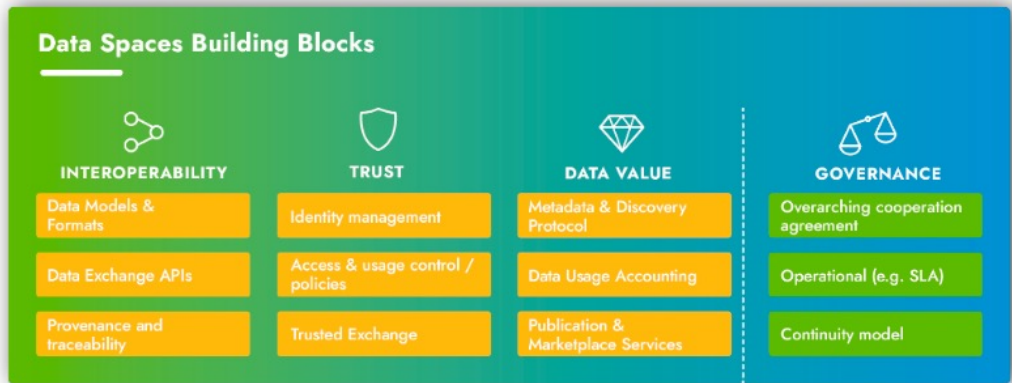 Data Spaces Building Blocks
INTEROPERABILITY
Data Models &
Formats
Data Exchange APIs
Provenance and
traceability
TRUST
Identity management
Access & usage control /
policies
Trusted Exchange
DATA VALUE
Metadata & Discovery
Protocol
Data Usage Accounting
Publication &
Marketplace Services
GOVERNANCE
Overarching cooperation
agreement
Operational (e.g. SLA)
Continuity model